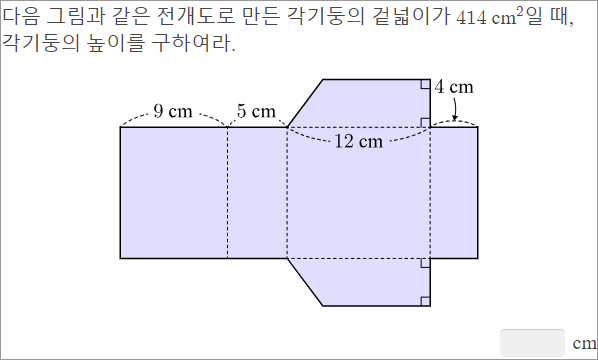 다음 그림과 같은 전개도로 만든 각기둥의 겉넓이가 414 cm²일 때,
각기둥의 높이를 구하여라.
4 cm
9 cm 5 cm
12 cm
cm